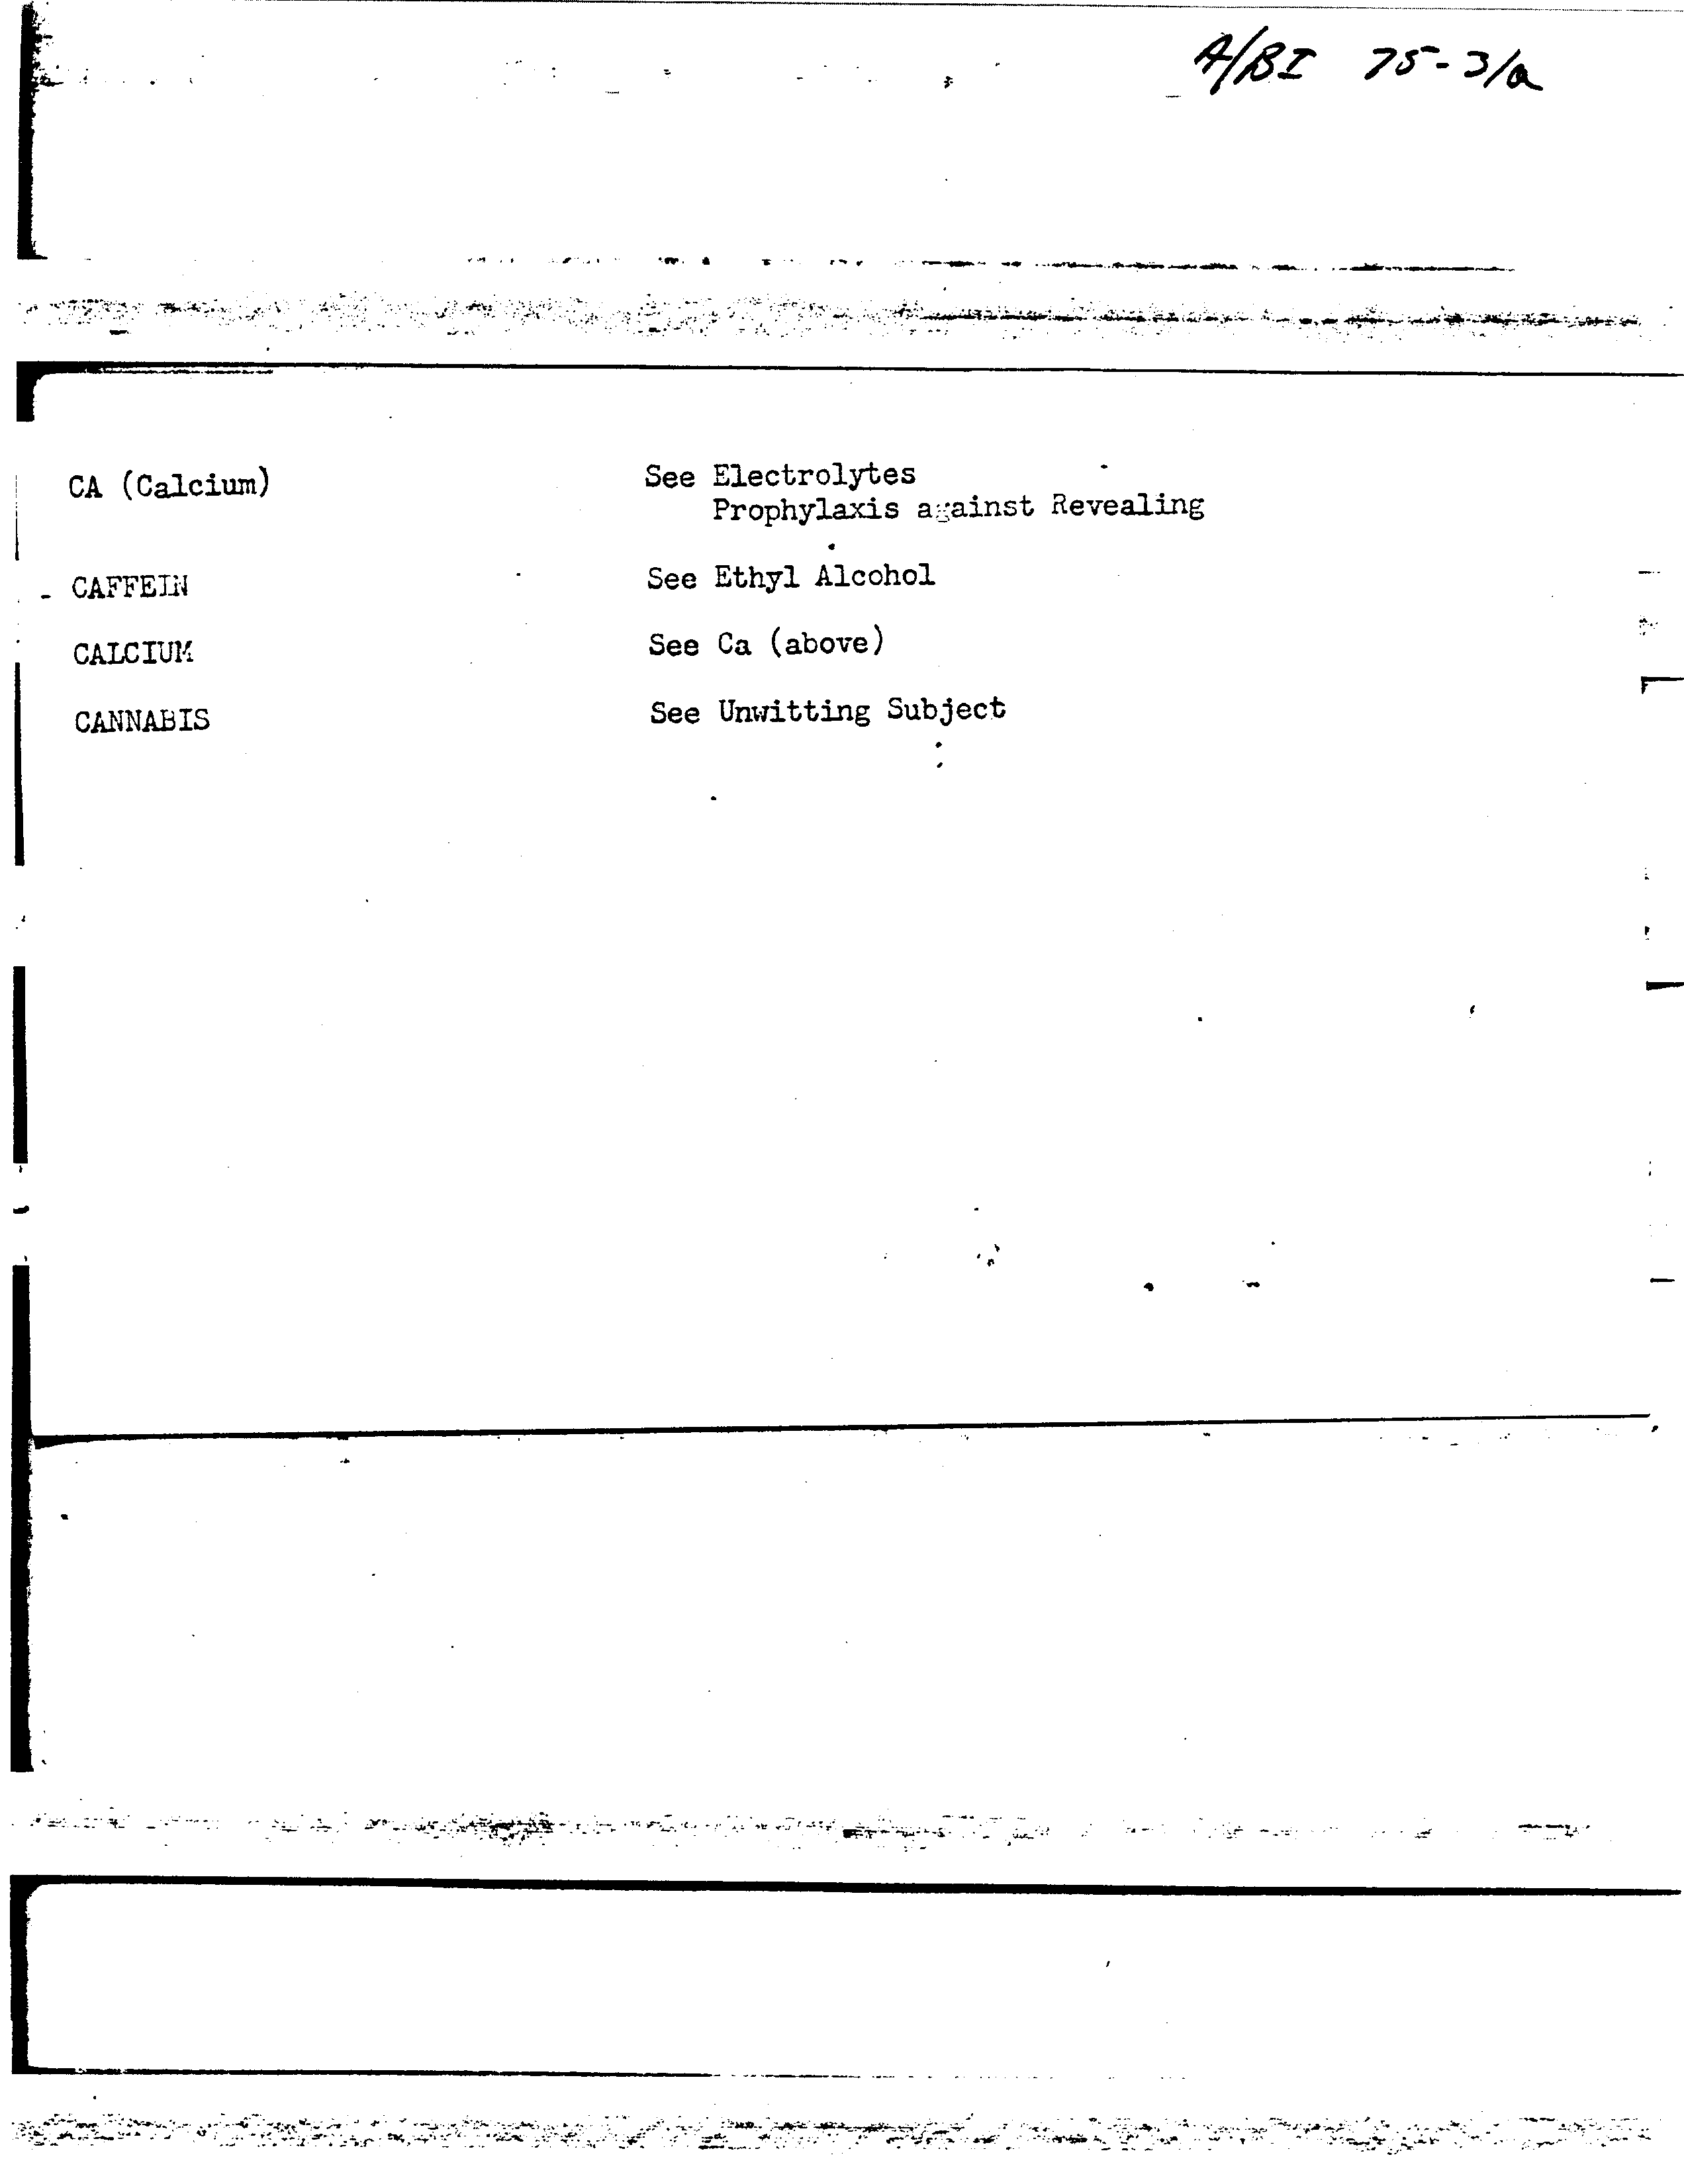 A/BI 75-3/a
CA (Calcium) See Electrolytes
Prophylaxis against Revealing
CAFFEIN See Ethyl Alcohol
CALCIUM See Ca (above)
CANNABIS See Unwitting Subject